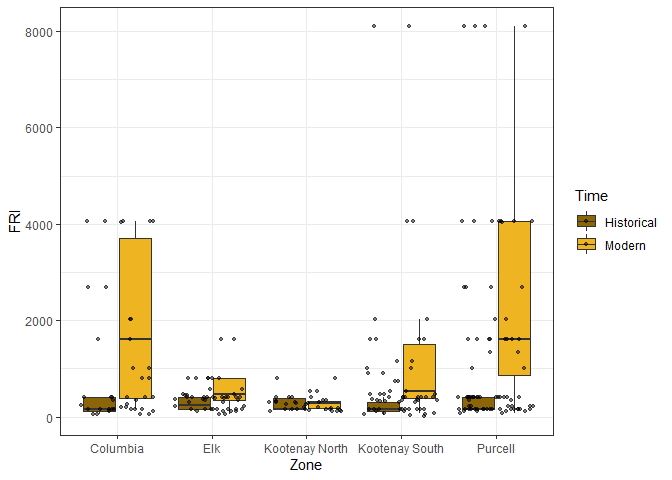 8000
6000
4000
2000
0
FRI
Columbia
Elk
Kootenay North
Kootenay South
Purcell
Zone
Time
Historical
Modern